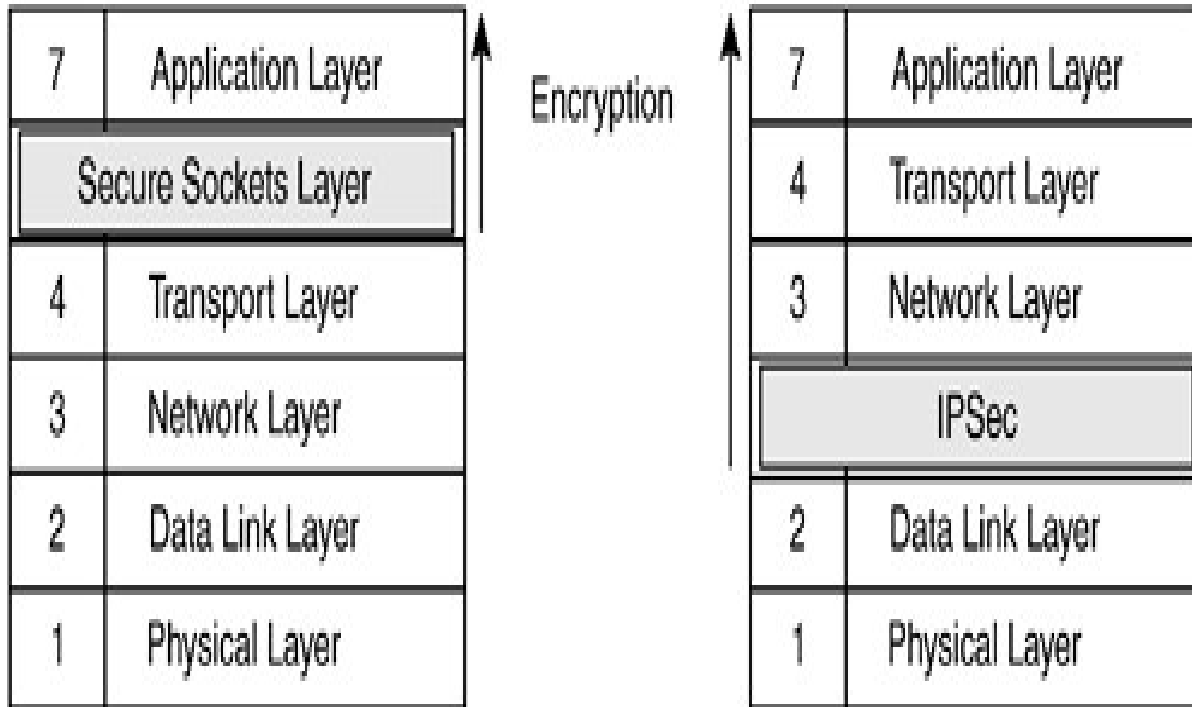 7 Application Layer
Secure Sockets Layer
4 Transport Layer
3 Network Layer
2 Data Link Layer
1 Physical Layer
Encryption
7 Application Layer
4 Transport Layer
3 Network Layer
IPSec
2 Data Link Layer
1 Physical Layer